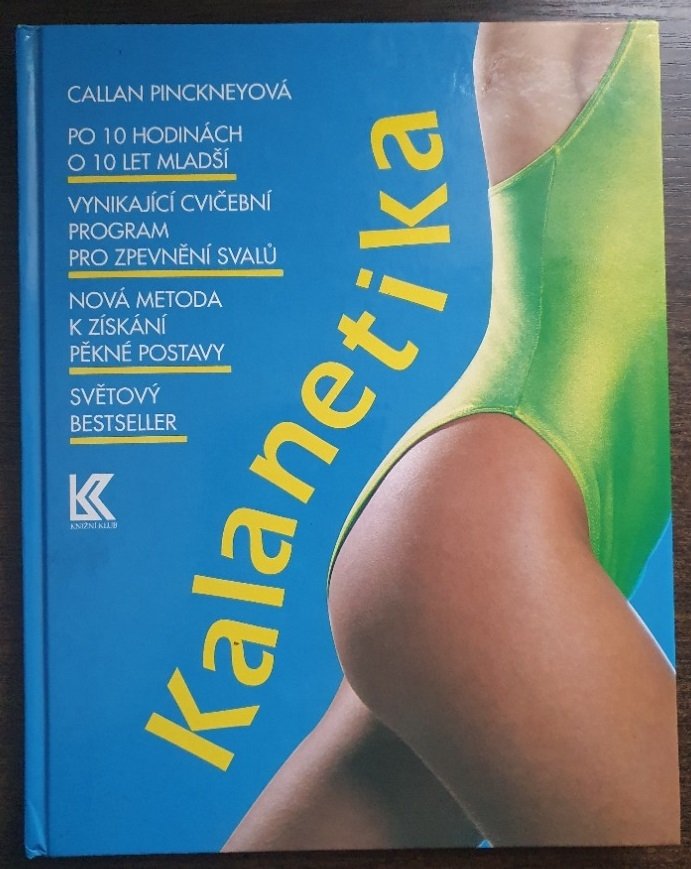 CALLAN PINCKNEYOVÁ
PO 10 HODINÁCH
O 10 LET MLADŠÍ
VYNIKAJÍCÍ CVIČEBNÍ
PROGRAM
PRO ZPEVNĚNÍ SVALŮ
NOVÁ METODA
K ZÍSKÁNÍ
PĚKNÉ POSTAVY
SVĚTOVÝ
BESTSELLER
KK
KNIŽNÍ KLUB
Kalanetika